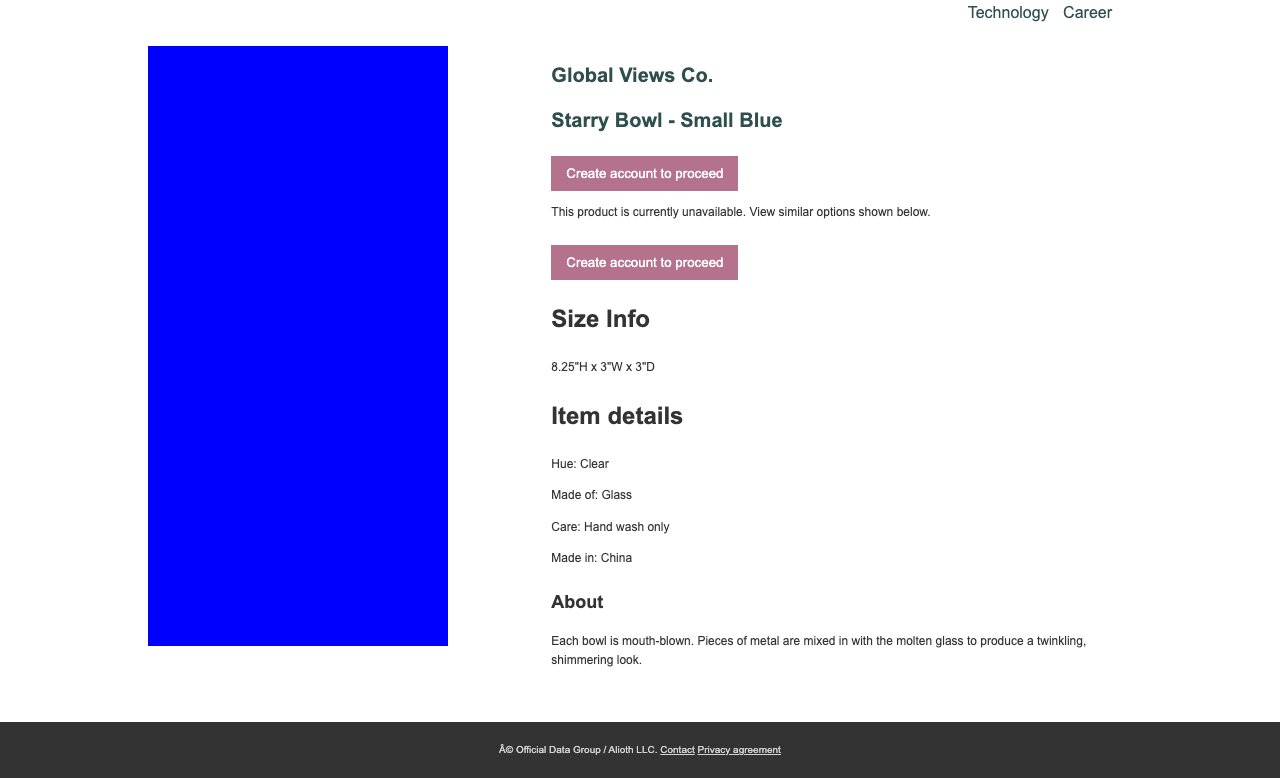 Technology Career
Global Views Co.
Starry Bowl - Small Blue
Create account to proceed
This product is currently unavailable. View similar options shown below.
Create account to proceed
Size Info
8.25"H x 3"W x 3"D
Item details
Hue: Clear
Made of: Glass
Care: Hand wash only
Made in: China
About
Each bowl is mouth-blown. Pieces of metal are mixed in with the molten glass to produce a twinkling,
shimmering look.
Â© Official Data Group / Alioth LLC. Contact Privacy agreement